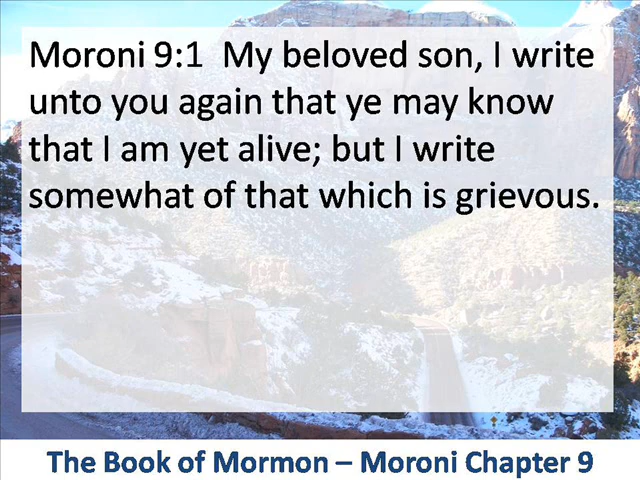 Moroni 9:1  My beloved son, I write
unto you again that ye may know
that I am yet alive; but I write
somewhat of that which is grievous.
The Book of Mormon – Moroni Chapter 9